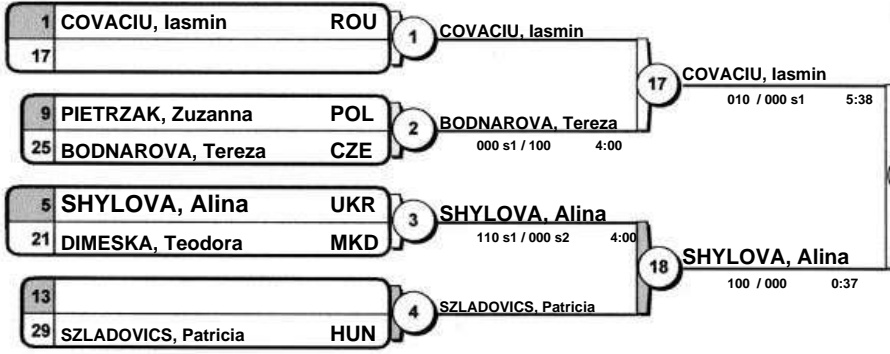 1 COVACIU, Iasmin ROU
17
1
COVACIU, Iasmin
9 PIETRZAK, Zuzanna POL
25 BODNAROVA, Tereza CZE
2
BODNAROVA, Tereza
000 s1 / 100 4:00
17
COVACIU, Iasmin
010 / 000 s1 5:38
5 SHYLOVA, Alina UKR
21 DIMESKA, Teodora MKD
3
SHYLOVA, Alina
110 s1 / 000 s2 4:00
13
29 SZLADOVICS, Patricia HUN
4
SZLADOVICS, Patricia
18
SHYLOVA, Alina
100 / 000 0:37